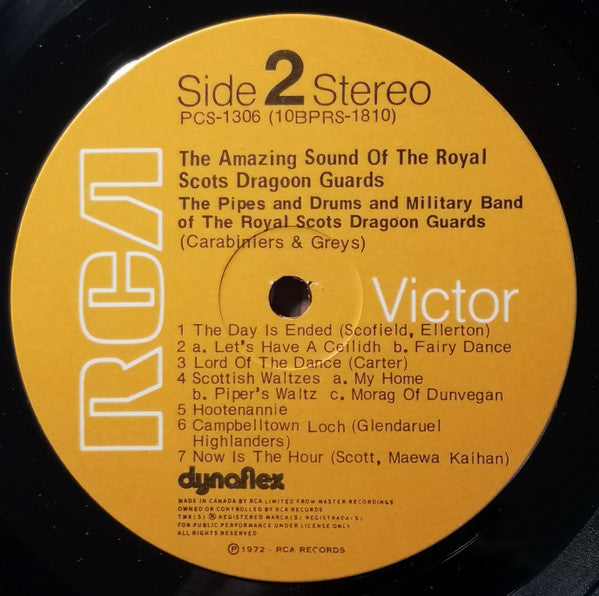 Side 2 Stereo
PCS-1306 (10BPRS-1810)
The Amazing Sound Of The Royal
Scots Dragoon Guards
The Pipes and Drums and Military Band
of The Royal Scots Dragoon Guards
(Carabiniers & Greys)
RCA
Victor
1 The Day Is Ended (Scofield, Ellerton)
2 a. Let's Have A Ceilidh b. Fairy Dance
3 Lord Of The Dance (Carter)
4 Scottish Waltzes a. My Home
b. Piper's Waltz c. Morag Of Dunvegan
5 Hootenannie
6 Campbelltown Loch (Glendaruel
Highlanders)
7 Now Is The Hour (Scott, Maewa Kaihan)
dynaflex
MADE IN CANADA BY RCA LIMITED FROM MASTER RECORDINGS
OWNED OR CONTROLLED BY RCA RECORDS
TMK(S) ® REGISTERED MARCA(S) REGISTRADA(S)
FOR PUBLIC PERFORMANCE UNDER LICENSE ONLY
ALL RIGHTS RESERVED
℗ 1972 - RCA RECORDS